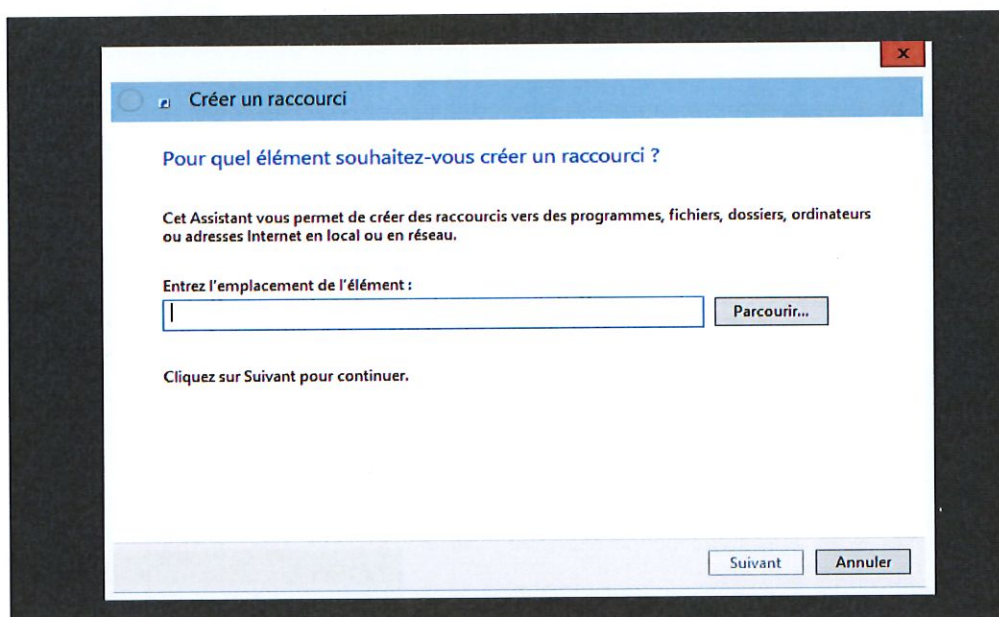 x
Créer un raccourci
Pour quel élément souhaitez-vous créer un raccourci ?
Cet Assistant vous permet de créer des raccourcis vers des programmes, fichiers, dossiers, ordinateurs
ou adresses Internet en local ou en réseau.
Entrez l'emplacement de l'élément :
Parcourir...
Cliquez sur Suivant pour continuer.
Suivant
Annuler